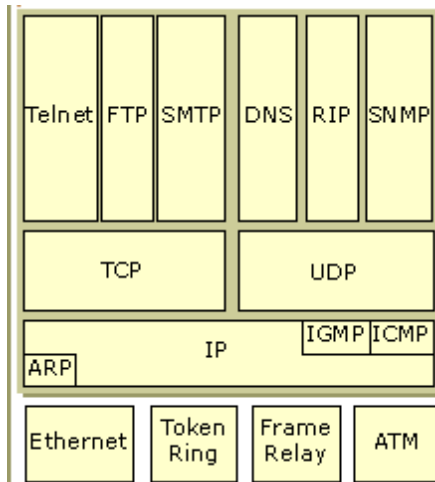 Telnet FTP SMTP DNS RIP SNMP
TCP UDP
IGMP ICMP
IP
ARP
Ethernet
Token
Ring
Frame
Relay
ATM